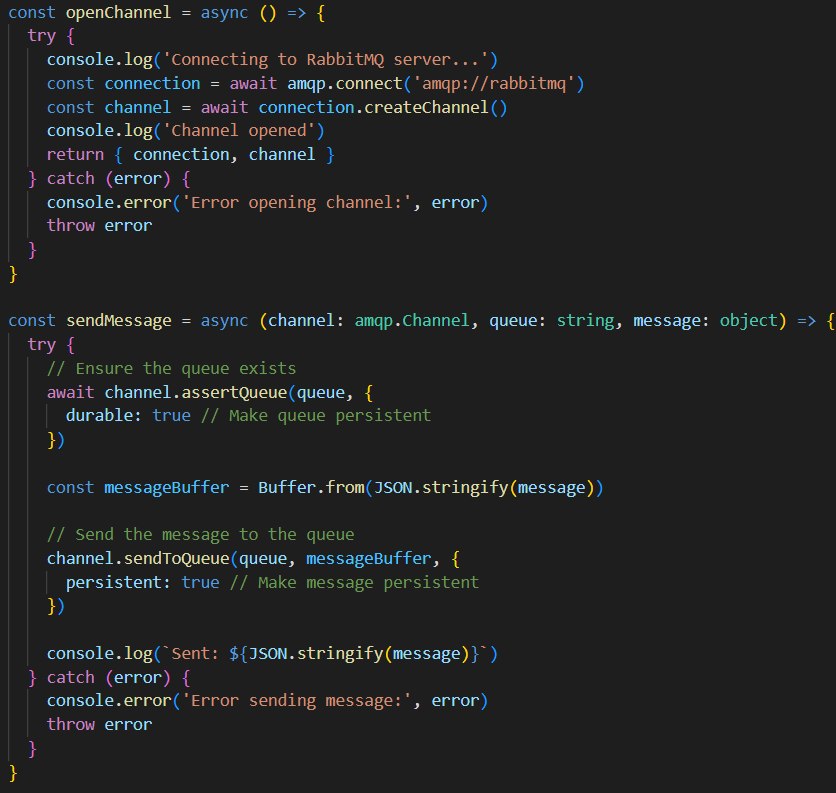 const openChannel = async () => {
  try {
    console.log('Connecting to RabbitMQ server...')
    const connection = await amqp.connect('amqp://rabbitmq')
    const channel = await connection.createChannel()
    console.log('Channel opened')
    return { connection, channel }
  } catch (error) {
    console.error('Error opening channel:', error)
    throw error
  }
}

const sendMessage = async (channel: amqp.Channel, queue: string, message: object) => {
  try {
    // Ensure the queue exists
    await channel.assertQueue(queue, {
      durable: true // Make queue persistent
    })

    const messageBuffer = Buffer.from(JSON.stringify(message))

    // Send the message to the queue
    channel.sendToQueue(queue, messageBuffer, {
      persistent: true // Make message persistent
    })

    console.log(`Sent: ${JSON.stringify(message)}`)
  } catch (error) {
    console.error('Error sending message:', error)
    throw error
  }
}